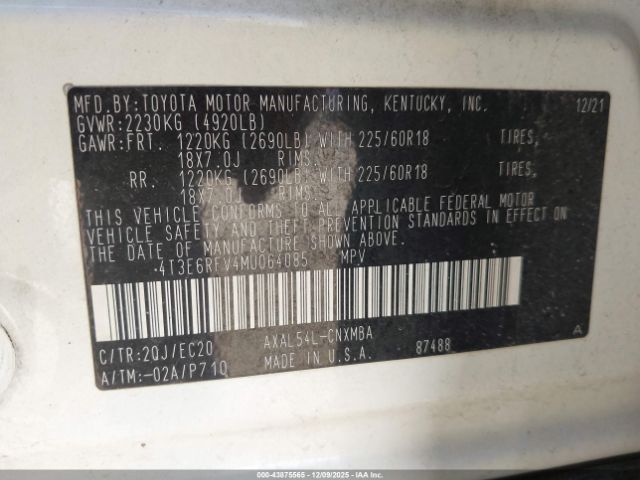 MFD.BY:TOYOTA MOTOR MANUFACTURING, KENTUCKY, INC. 12/21
GVWR:2230KG (4920LB)
GAWR:FRT. 1220KG (2690LB) WITH 225/60R18 TIRES,
18X7.0J RIMS.
RR. 1220KG (2690LB) WITH 225/60R18 TIRES,
18X7.0J RIMS.
THIS VEHICLE CONFORMS TO ALL APPLICABLE FEDERAL MOTOR
VEHICLE SAFETY AND THEFT PREVENTION STANDARDS IN EFFECT ON
THE DATE OF MANUFACTURE SHOWN ABOVE.
4T3E6RFV4MU064085 MPV
C/TR:20J/EC20 AXAL54L-CNXMBA A
A/TM:-02A/P710 MADE IN U.S.A. 87488
000-43875565 | 12/09/2025 | IAAI.CA